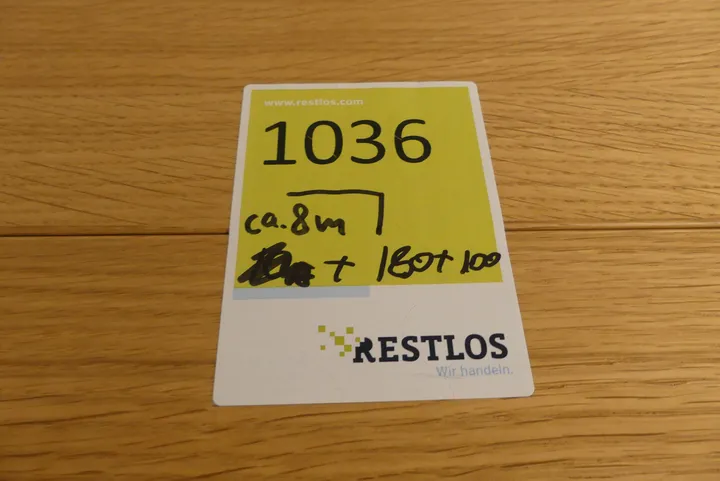 www.restlos.com
1036
ca. 8m
+ 180+100
RESTLOS
Wir handeln.